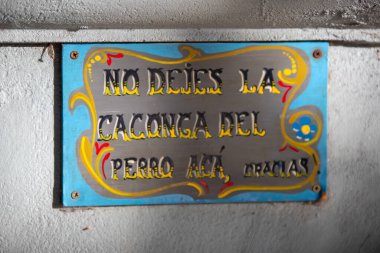 NO DEJES LA
CACONGA DEL
PERRO ACÁ, GRACIAS